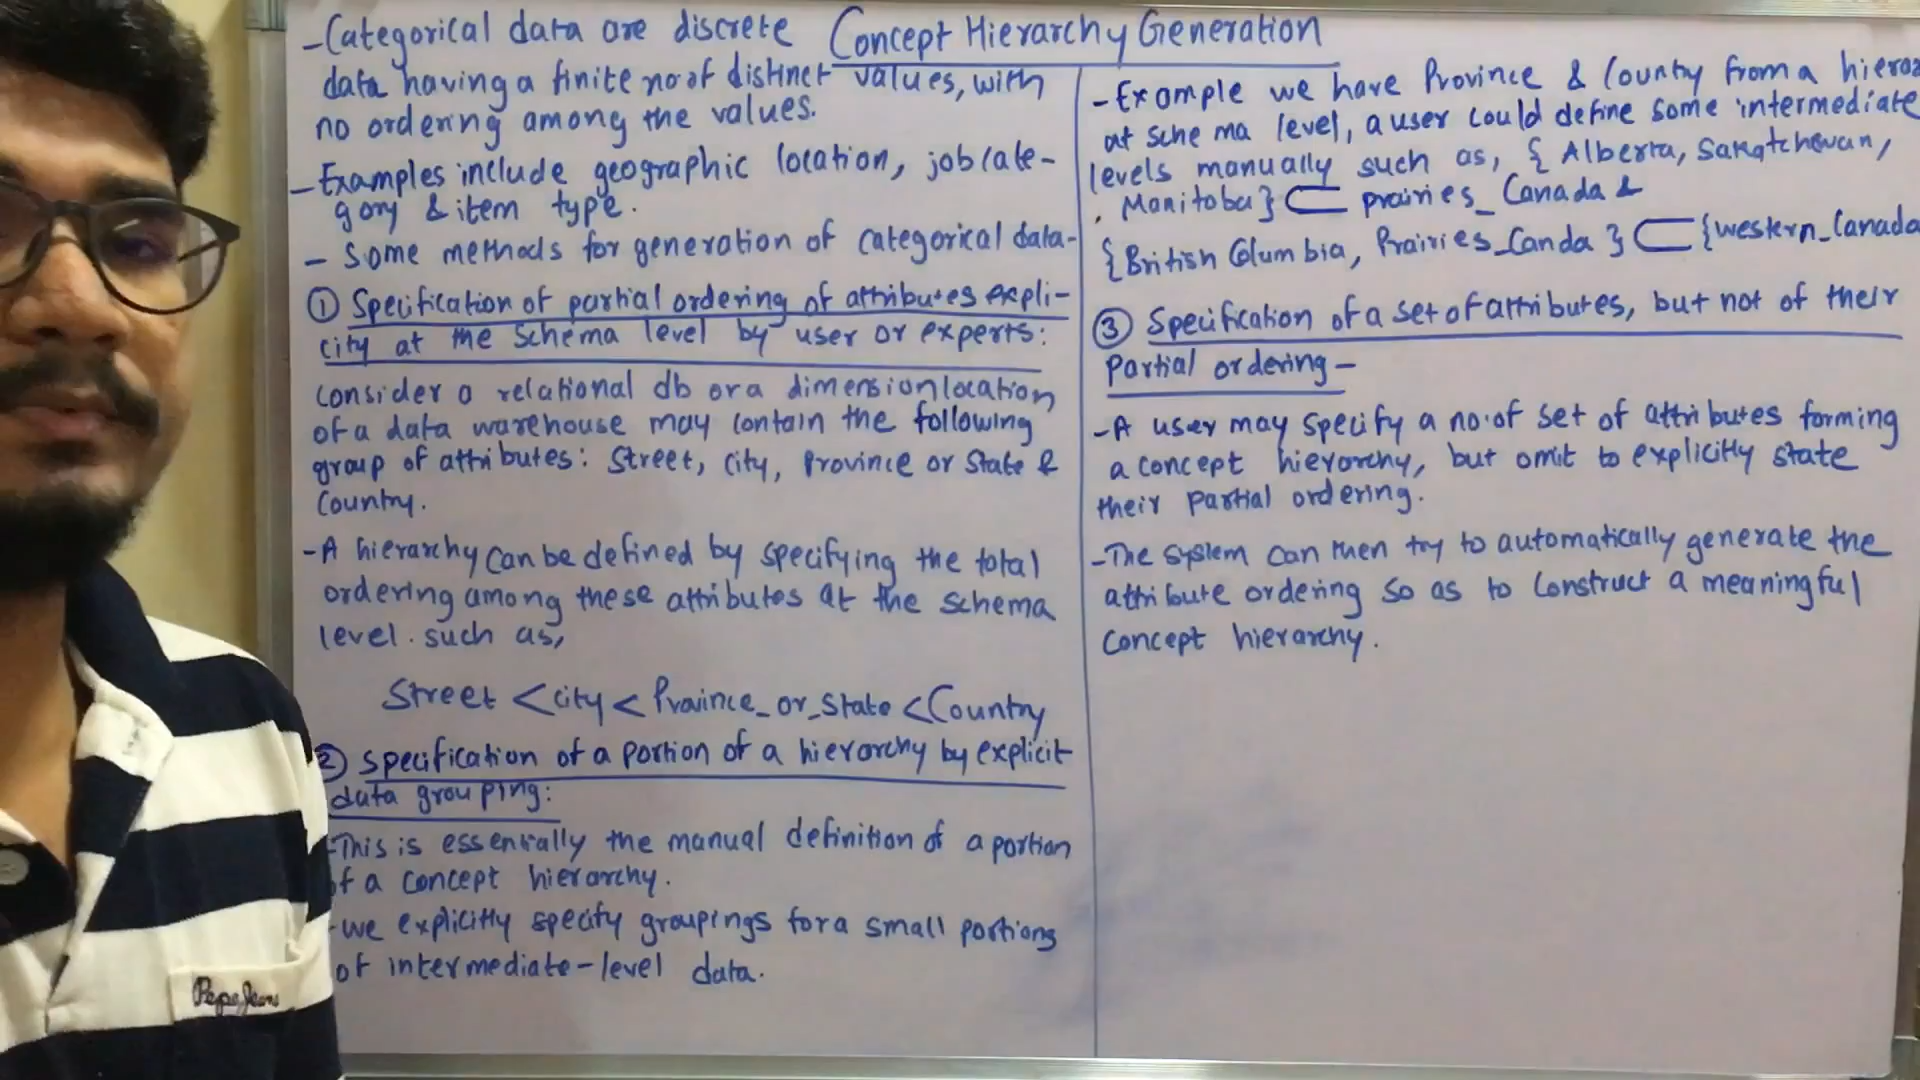 Concept Hierarchy Generation
- Categorical data are discrete
data having a finite no of distinct values, with
no ordering among the values.
- Examples include geographic location, job cate-
gory & item type.
- Some methods for generation of categorical data-
① Specification of partial ordering of attributes expli-
city at the schema level by user or experts:
Consider a relational db or a dimension location
of a data warehouse may contain the following
group of attributes: Street, City, Province or State &
Country.
- A hierarchy can be defined by specifying the total
ordering among these attributes at the schema
level. such as,
Street < City < Province_or_State < Country
② Specification of a portion of a hierarchy by explicit
data grouping:
- This is essentially the manual definition of a portion
of a concept hierarchy.
- we explicitly specify groupings for a small portions
of intermediate-level data.
- Example we have Province & Country from a
at schema level, a user could define some intermediate
levels manually such as, { Alberta, Saskatchewan,
Manitoba } ⊂ prairies_Canada &
{British Columbia, Prairies_Canda } ⊂ {western_Canada
③ Specification of a set of attributes, but not of their
Partial ordering -
- A user may specify a no. of set of attributes forming
a concept hierarchy, but omit to explicitly state
their partial ordering.
- The system can then try to automatically generate the
attribute ordering so as to construct a meaningful
concept hierarchy.
Pepe Jeans